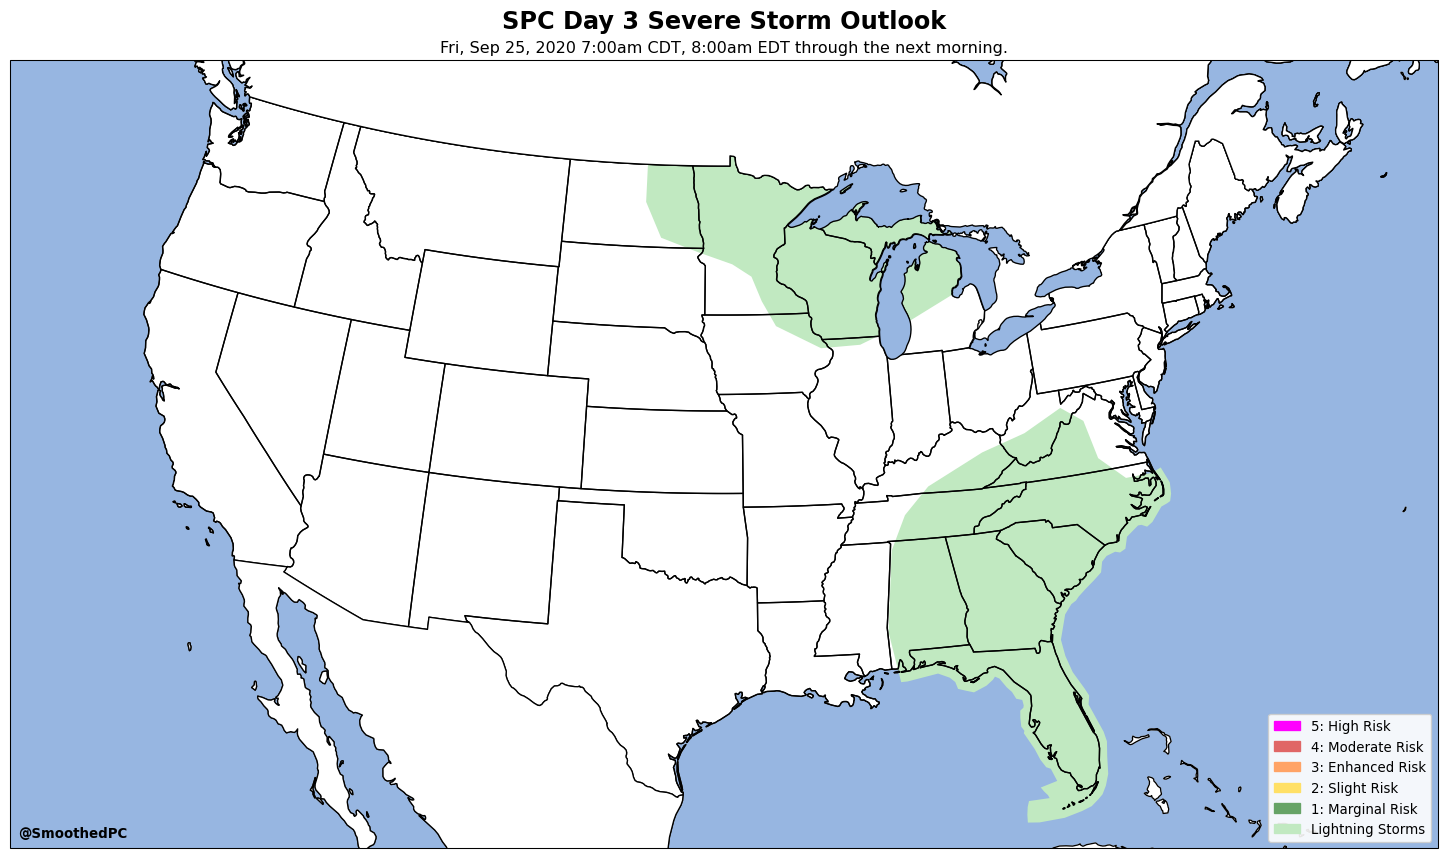 SPC Day 3 Severe Storm Outlook
Fri, Sep 25, 2020 7:00am CDT, 8:00am EDT through the next morning.
5: High Risk
4: Moderate Risk
3: Enhanced Risk
2: Slight Risk
1: Marginal Risk
Lightning Storms
@SmoothedPC